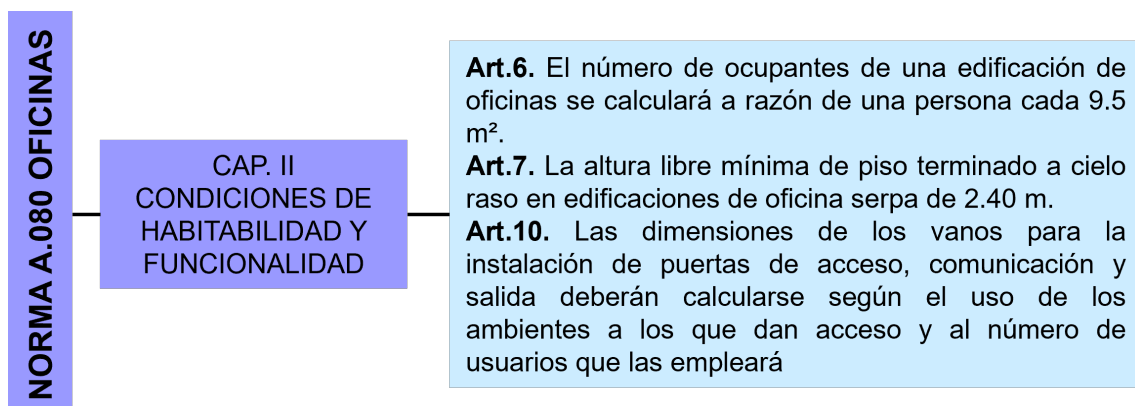 NORMA A.080 OFICINAS
CAP. II
CONDICIONES DE
HABITABILIDAD Y
FUNCIONALIDAD
Art.6. El número de ocupantes de una edificación de
oficinas se calculará a razón de una persona cada 9.5
m².
Art.7. La altura libre mínima de piso terminado a cielo
raso en edificaciones de oficina serpa de 2.40 m.
Art.10. Las dimensiones de los vanos para la
instalación de puertas de acceso, comunicación y
salida deberán calcularse según el uso de los
ambientes a los que dan acceso y al número de
usuarios que las empleará